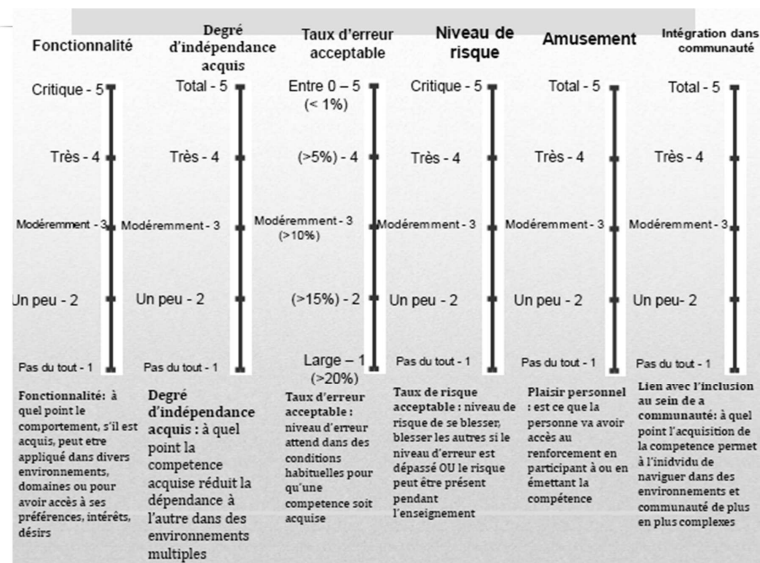 Fonctionnalité
Critique - 5
Très - 4
Modéremment - 3
Un peu - 2
Pas du tout - 1
Fonctionnalité: à
quel point le
comportement, s'il est
acquis, peut etre
appliqué dans divers
environnements,
domaines ou pour
avoir accès à ses
préférences, intérêts,
désirs
Degré
d'indépendance
acquis
Total - 5
Très - 4
Modéremment - 3
Un peu - 2
Pas du tout - 1
Degré
d'indépendance
acquis : à quel
point la
competence
acquise réduit la
dépendance à
l'autre dans des
environnements
multiples
Taux d'erreur
acceptable
Entre 0 – 5
(< 1%)
(>5%) - 4
Modéremment - 3
(>10%)
(>15%) - 2
Large – 1
(>20%)
Taux d'erreur
acceptable :
niveau d'erreur
attend dans des
conditions
habituelles pour
qu'une
competence soit
acquise
Niveau de
risque
Critique - 5
Très - 4
Modéremment - 3
Un peu - 2
Pas du tout - 1
Taux de risque
acceptable : niveau de
risque de se blesser,
blesser les autres si le
niveau d'erreur est
dépassé OU le risque
peut être présent
pendant
l'enseignement
Amusement
Total - 5
Très - 4
Modéremment - 3
Un peu - 2
Pas du tout - 1
Plaisir personnel
: est ce que la
personne va avoir
accès au
renforcement en
participant à ou en
émettant la
compétence
Intégration dans
communauté
Total - 5
Très - 4
Modéremment - 3
Un peu- 2
Pas du tout - 1
Lien avec l'inclusion
au sein de a
communauté: à quel
point l'acquisition de
la competence permet
à l'inidvidu de
naviguer dans des
environnements et
communauté de plus
en plus complexes